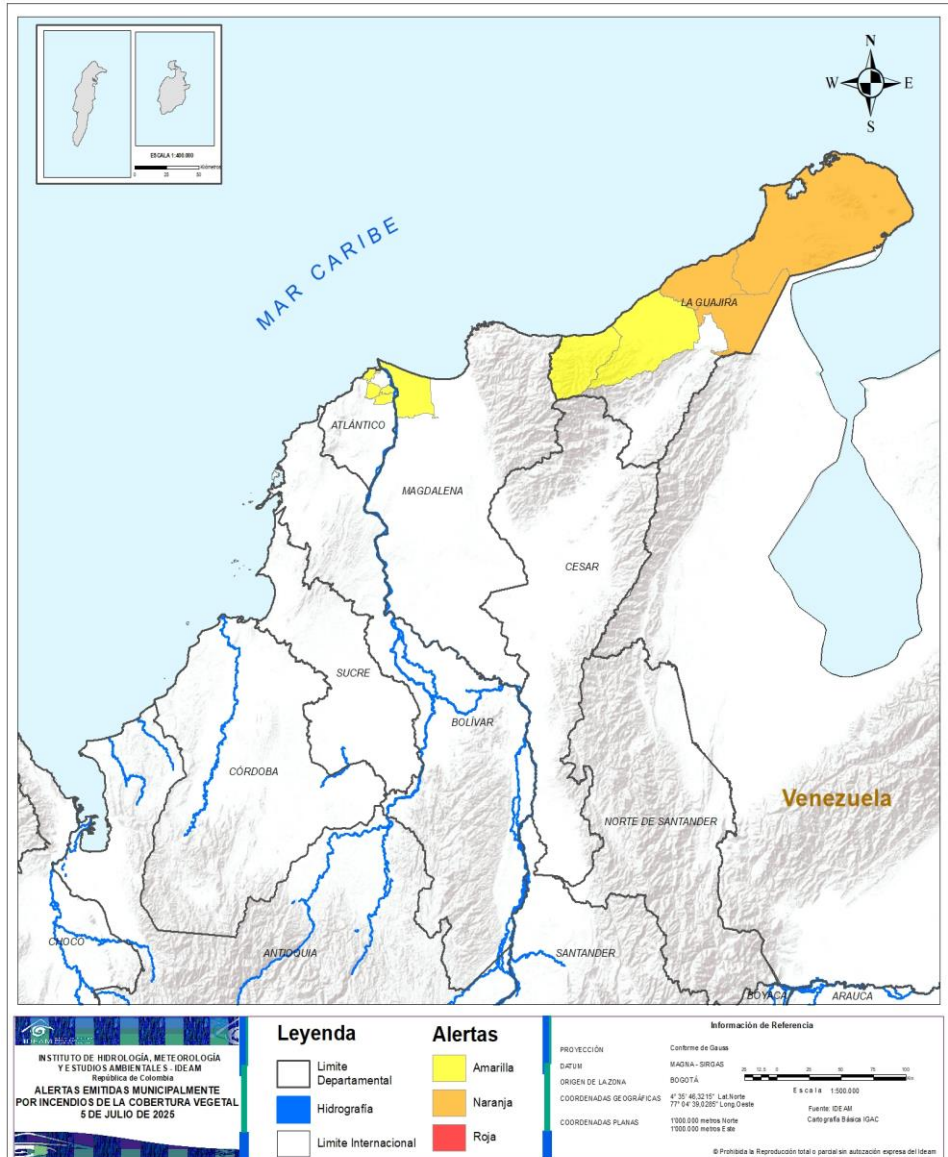 N
W E
S
ESCALA 1:400.000
Kilómetros
0 25 50
MAR CARIBE
LA GUAJIRA
ATLÁNTICO
MAGDALENA
CESAR
SUCRE
BOLÍVAR
CÓRDOBA
NORTE DE SANTANDER
Venezuela
CHOCO
ANTIOQUIA
SANTANDER
BOYACÁ
ARAUCA
IDEAM
INSTITUTO DE HIDROLOGÍA, METEOROLOGÍA
Y ESTUDIOS AMBIENTALES - IDEAM
República de Colombia
ALERTAS EMITIDAS MUNICIPALMENTE
POR INCENDIOS DE LA COBERTURA VEGETAL
5 DE JULIO DE 2025
Leyenda
Limite
Departamental
Hidrografía
Limite Internacional
Alertas
Amarilla
Naranja
Roja
Información de Referencia
PROYECCIÓN Conforme de Gauss
DATUM MAGNA - SIRGAS
ORIGEN DE LA ZONA BOGOTÁ
COORDENADAS GEOGRÁFICAS 4° 35' 46,3215" Lat.Norte
77° 04' 39,0285" Long.Oeste
COORDENADAS PLANAS 1'000.000 metros Norte
1'000.000 metros Este
Escala 1:500.000
Fuente: IDEAM
Cartografía Básica IGAC
© Prohibida la Reproducción total o parcial sin autorización expresa del Ideam